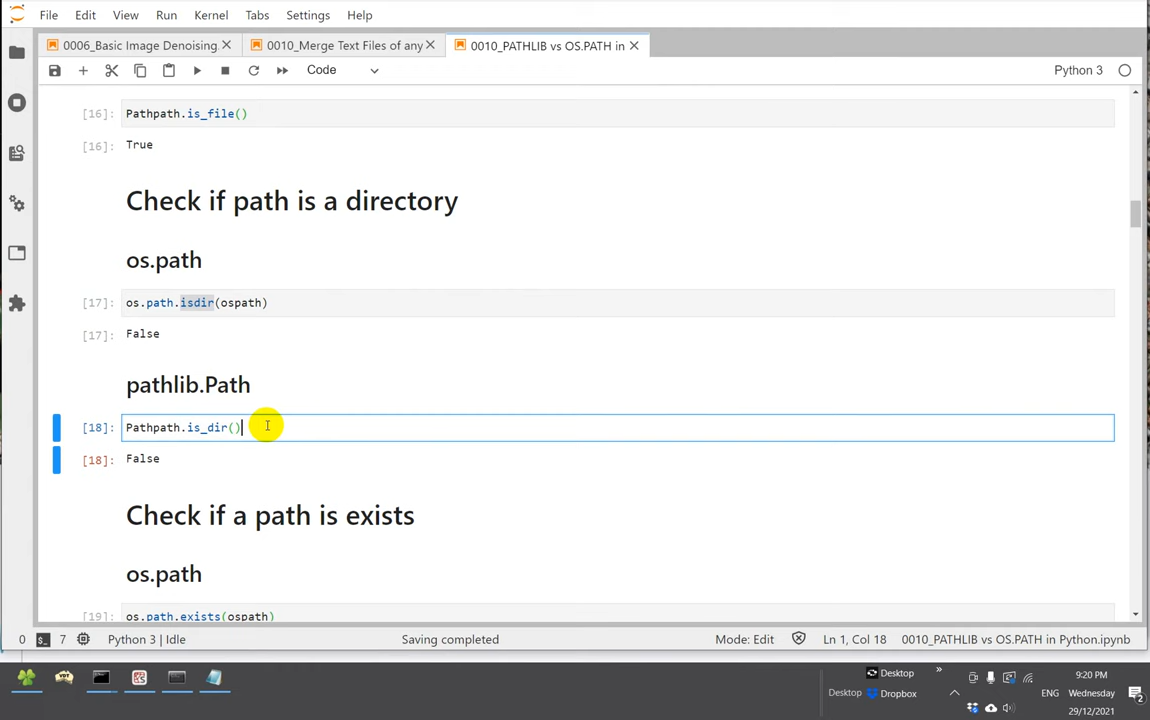 File Edit View Run Kernel Tabs Settings Help
0006_Basic Image Denoising 0010_Merge Text Files of any 0010_PATHLIB vs OS.PATH in
Code Python 3
[16]: Pathpath.is_file()
[16]: True
Check if path is a directory
os.path
[17]: os.path.isdir(ospath)
[17]: False
pathlib.Path
[18]: Pathpath.is_dir()
[18]: False
Check if a path is exists
os.path
[19]: os.path.exists(ospath)
0 7 Python 3 | Idle Saving completed Mode: Edit Ln 1, Col 18 0010_PATHLIB vs OS.PATH in Python.ipynb
Desktop » 9:20 PM
Desktop Dropbox ENG Wednesday 2
29/12/2021